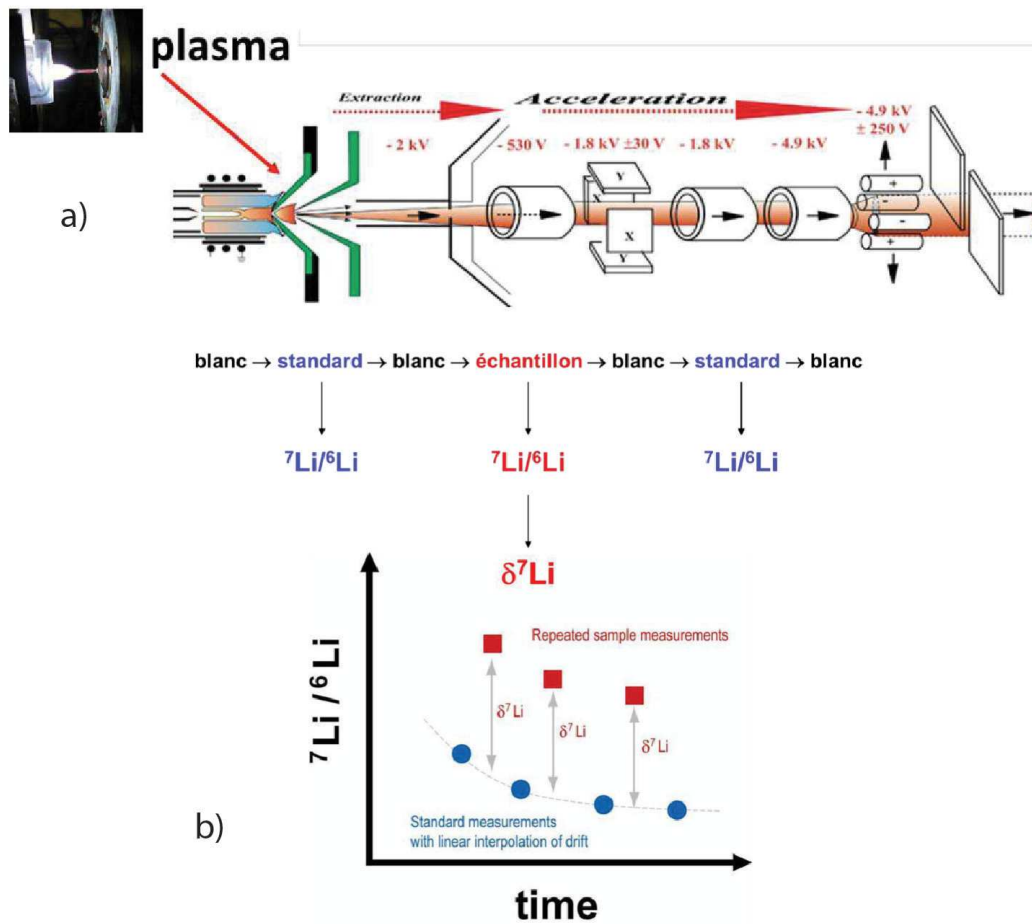 plasma
Extraction
Acceleration
- 4.9 kV
± 250 V
- 2 kV
- 530 V
- 1.8 kV ±30 V
- 1.8 kV
- 4.9 kV
Y
X
X
Y
+
-
-
+
a)
blanc → standard → blanc → échantillon → blanc → standard → blanc
⁷Li/⁶Li
⁷Li/⁶Li
⁷Li/⁶Li
δ⁷Li
⁷Li /⁶Li
Repeated sample measurements
δ⁷Li
δ⁷Li
δ⁷Li
Standard measurements
with linear interpolation of drift
b)
time